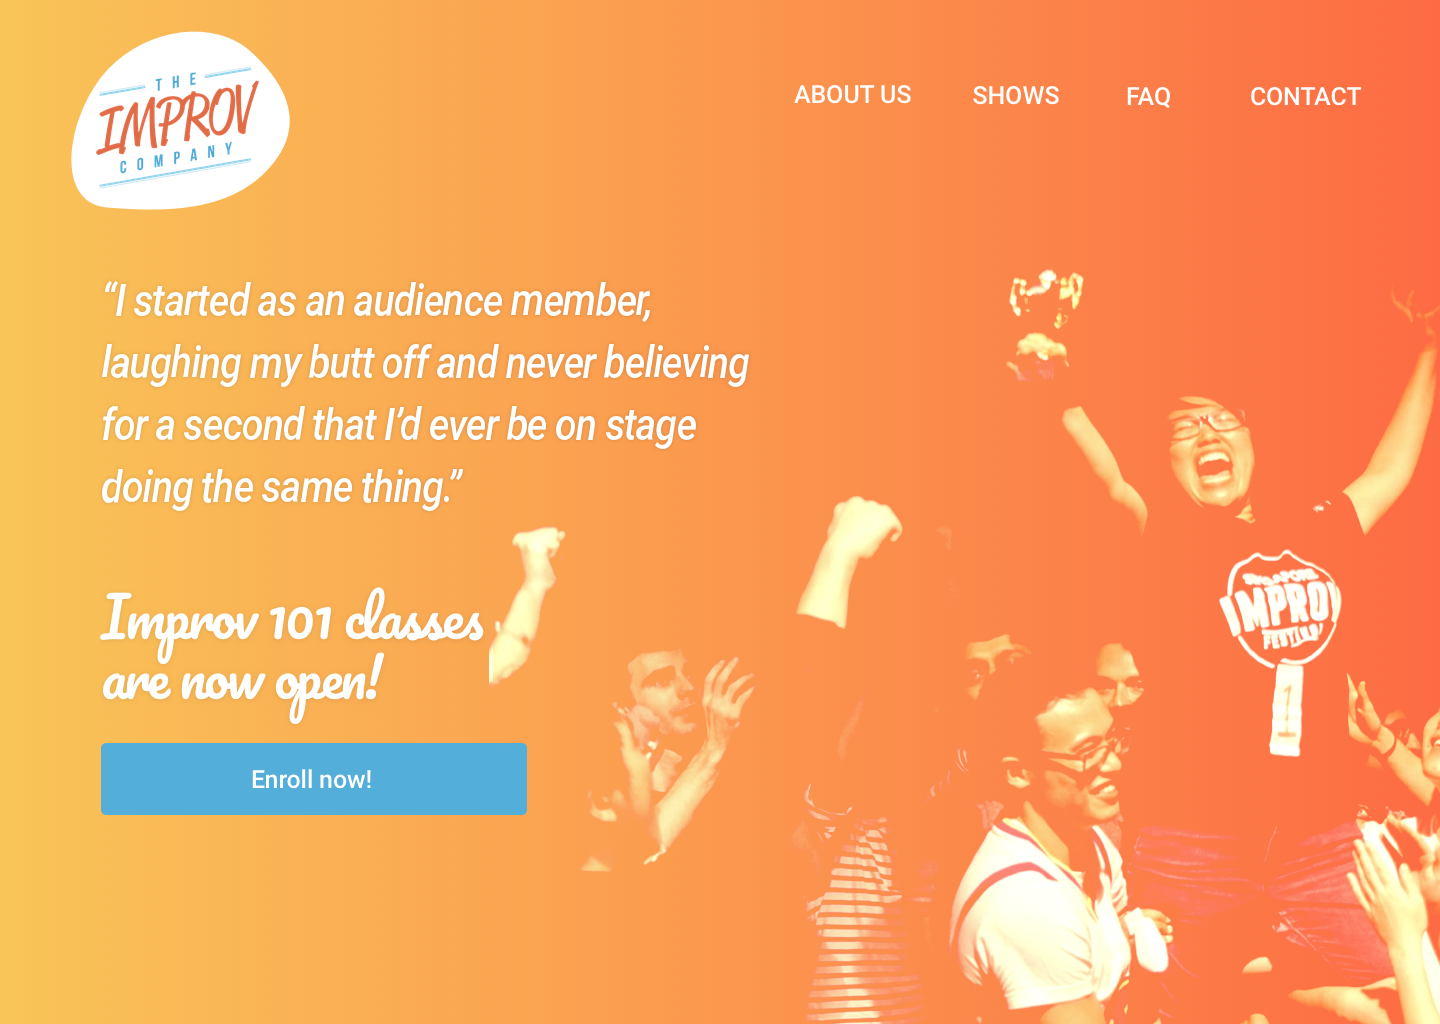 THE
IMPROV
COMPANY
ABOUT US SHOWS FAQ CONTACT
“I started as an audience member,
laughing my butt off and never believing
for a second that I’d ever be on stage
doing the same thing.”
Improv 101 classes
are now open!
Enroll now!
SINGAPORE
IMPROV
FESTIVAL
1